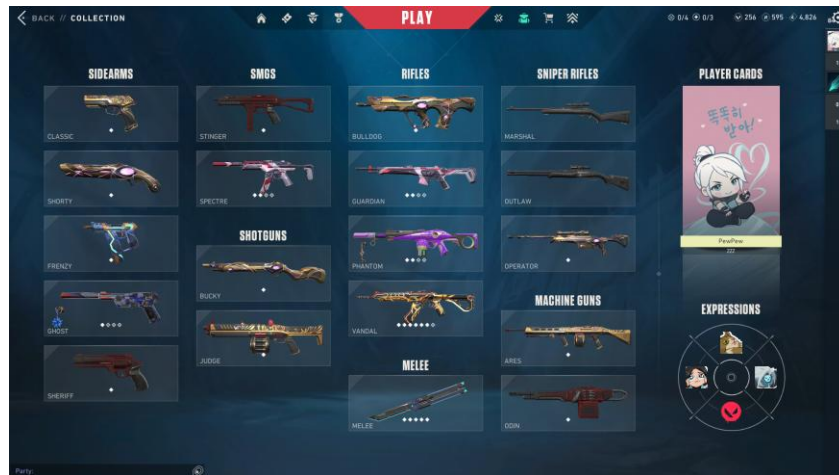 BACK // COLLECTION
PLAY
0/4 0/3 256 595 4,826
SIDEARMS
SMGS
RIFLES
SNIPER RIFLES
PLAYER CARDS
CLASSIC
STINGER
BULLDOG
MARSHAL
똑똑히
받아!
SHORTY
SPECTRE
GUARDIAN
OUTLAW
SHOTGUNS
PewPew
FRENZY
PHANTOM
OPERATOR
BUCKY
MACHINE GUNS
EXPRESSIONS
GHOST
VANDAL
JUDGE
ARES
MELEE
SHERIFF
MELEE
ODIN
Party: